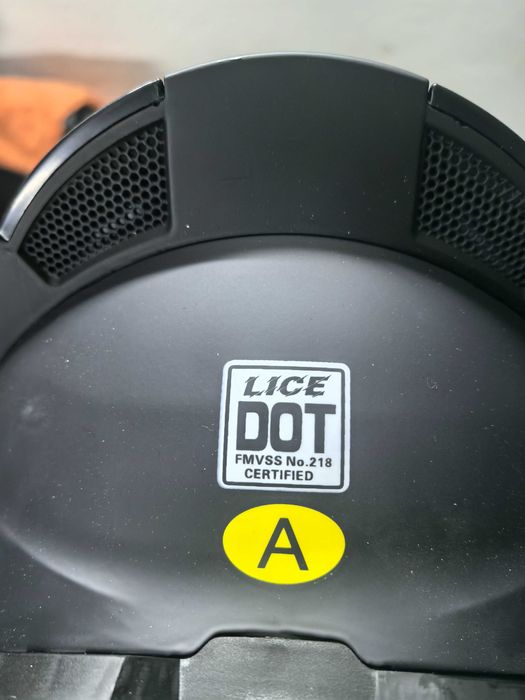 LICE
DOT
FMVSS No.218
CERTIFIED
A